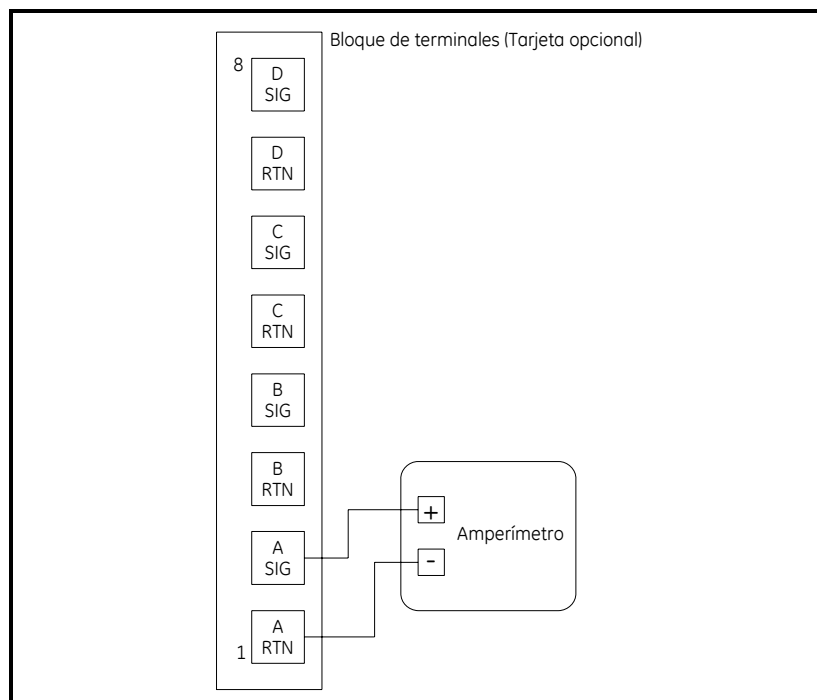 Bloque de terminales (Tarjeta opcional)
8
D
SIG
D
RTN
C
SIG
C
RTN
B
SIG
B
RTN
A
SIG
A
RTN
1
+
Amperímetro
-